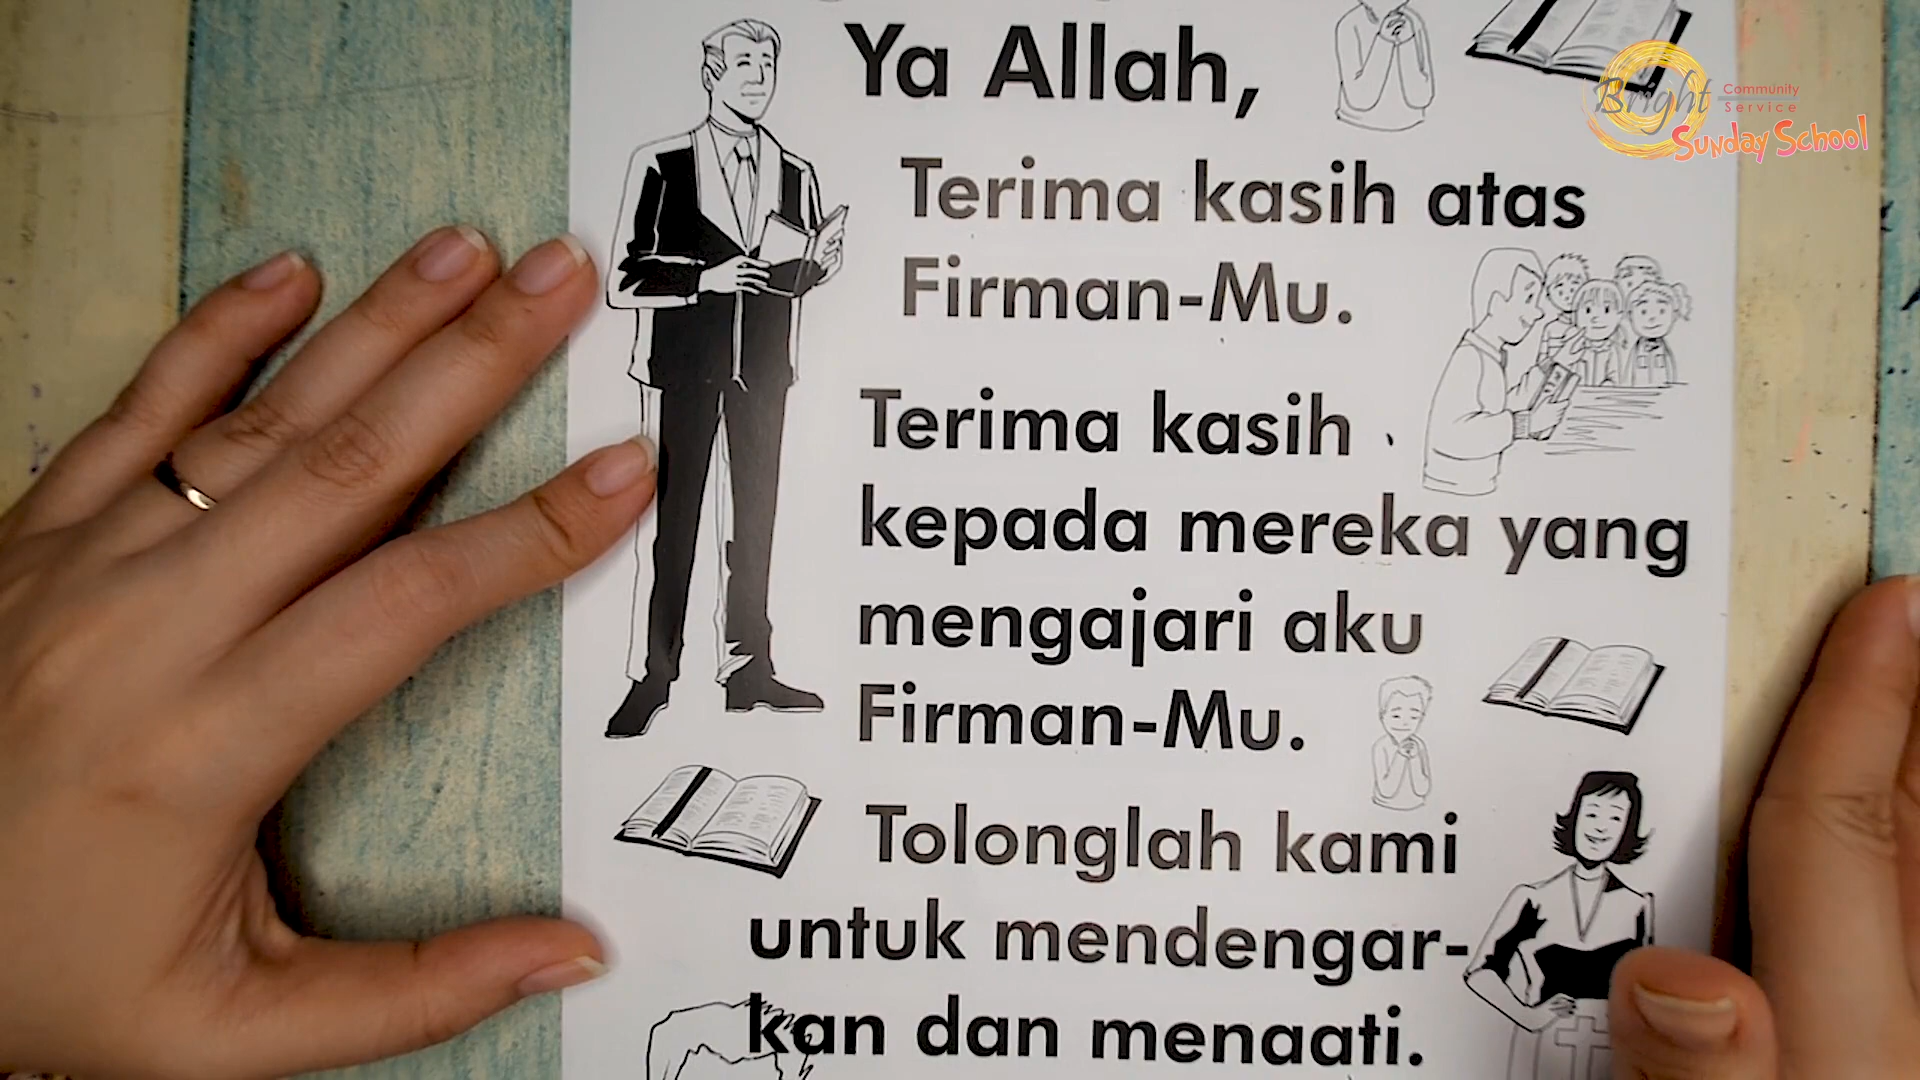 Ya Allah,
Terima kasih atas
Firman-Mu.
Terima kasih
kepada mereka yang
mengajari aku
Firman-Mu.
Tolonglah kami
untuk mendengar-
kan dan menaati.
Bright Community
Service
Sunday School